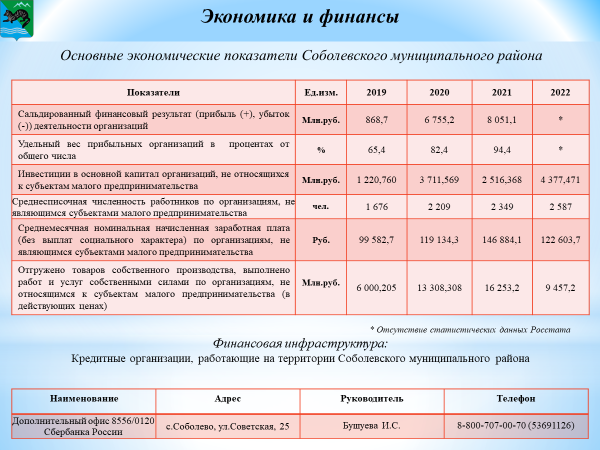 Экономика и финансы
Основные экономические показатели Соболевского муниципального района
Показатели Ед.изм. 2019 2020 2021 2022
Сальдированный финансовый результат (прибыль (+), убыток
(-)) деятельности организаций Млн.руб. 868,7 6 755,2 8 051,1 *
Удельный вес прибыльных организаций в процентах от
общего числа % 65,4 82,4 94,4 *
Инвестиции в основной капитал организаций, не относящихся
к субъектам малого предпринимательства Млн.руб. 1 220,760 3 711,569 2 516,368 4 377,471
Среднесписочная численность работников по организациям, не
являющимся субъектами малого предпринимательства чел. 1 676 2 209 2 349 2 587
Среднемесячная номинальная начисленная заработная плата
(без выплат социального характера) по организациям, не
являющимся субъектами малого предпринимательства Руб. 99 582,7 119 134,3 146 884,1 122 603,7
Отгружено товаров собственного производства, выполнено
работ и услуг собственными силами по организациям, не
относящимся к субъектам малого предпринимательства (в
действующих ценах) Млн.руб. 6 000,205 13 308,308 16 253,2 9 457,2
* Отсутствие статистических данных Росстата
Финансовая инфраструктура:
Кредитные организации, работающие на территории Соболевского муниципального района
Наименование Адрес Руководитель Телефон
Дополнительный офис 8556/0120
Сбербанка России с.Соболево, ул.Советская, 25 Бушуева И.С. 8-800-707-00-70 (53691126)